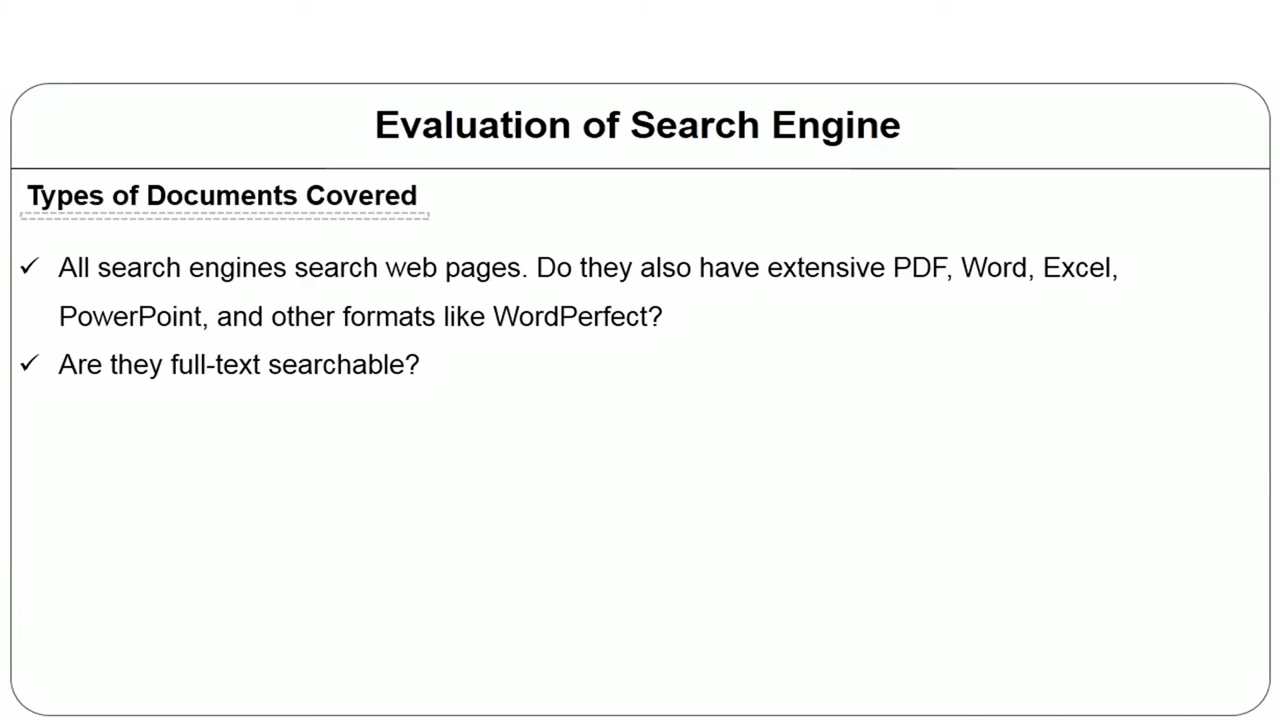 Evaluation of Search Engine
Types of Documents Covered
✓ All search engines search web pages. Do they also have extensive PDF, Word, Excel,
PowerPoint, and other formats like WordPerfect?
✓ Are they full-text searchable?